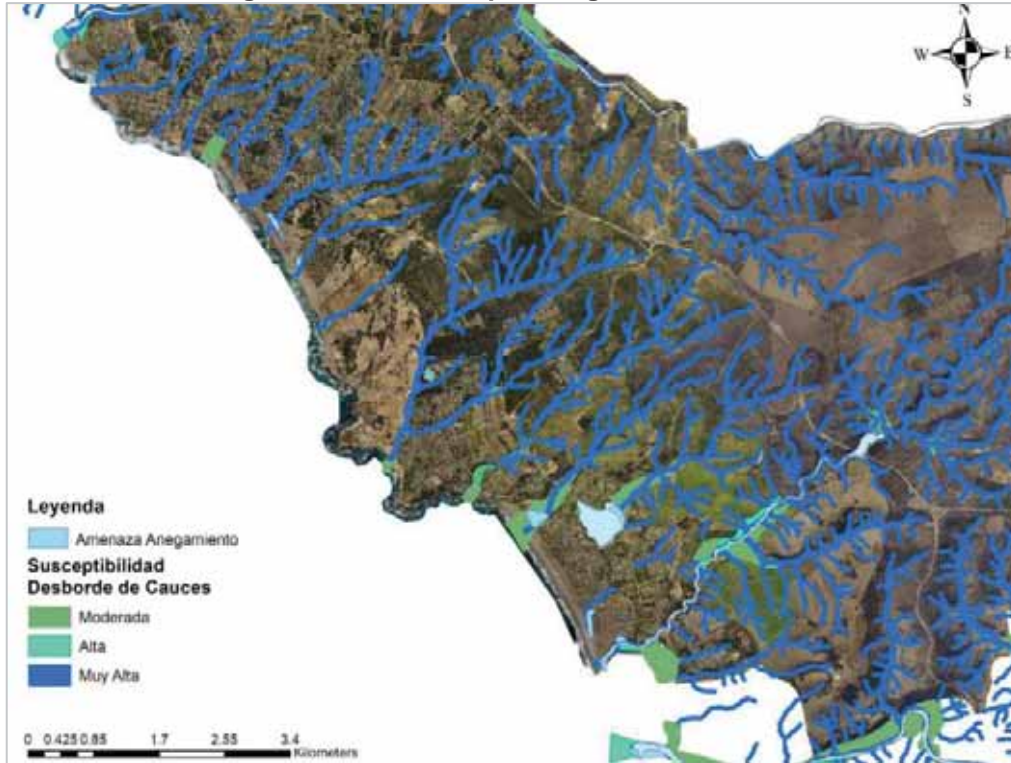 N
W E
S
Leyenda
Amenaza Anegamiento
Susceptibilidad
Desborde de Cauces
Moderada
Alta
Muy Alta
0 0.425 0.85 1.7 2.55 3.4
Kilometers